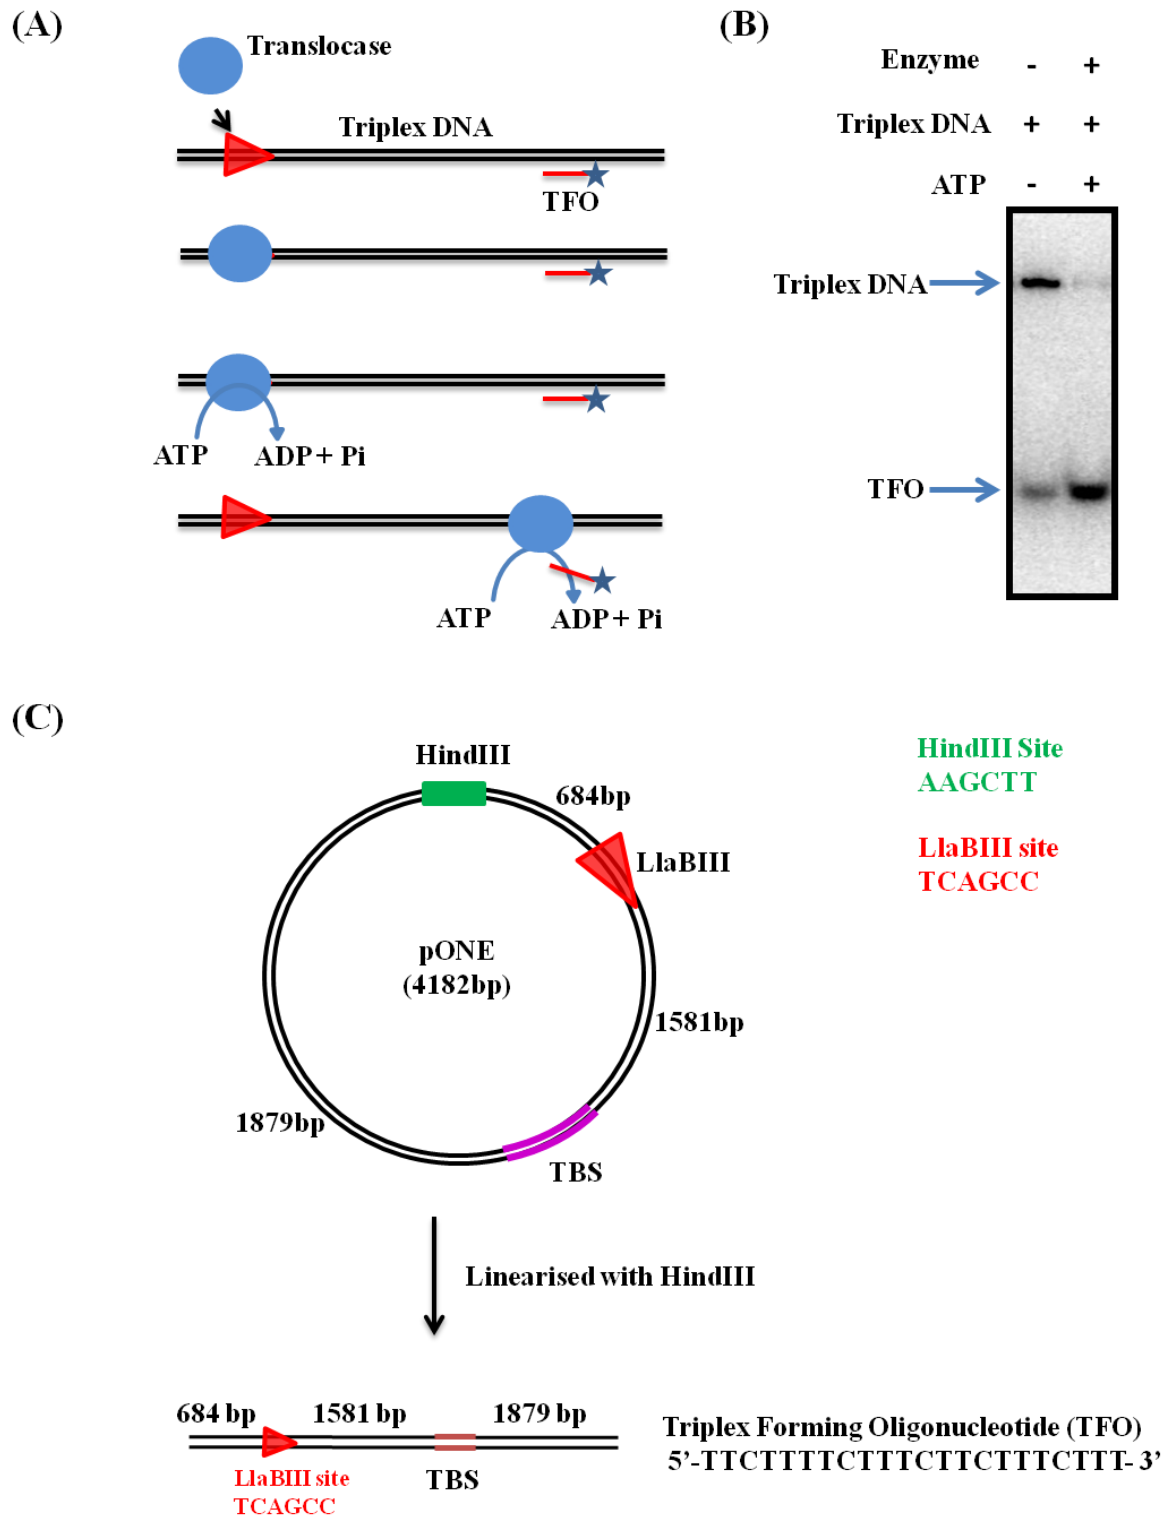 (A)
Translocase
Triplex DNA
TFO
ATP
ADP + Pi
ATP
ADP + Pi
(B)
Enzyme - +
Triplex DNA + +
ATP - +
Triplex DNA
TFO
(C)
HindIII
684bp
LlaBIII
pONE
(4182bp)
1581bp
1879bp
TBS
HindIII Site
AAGCTT
LlaBIII site
TCAGCC
Linearised with HindIII
684 bp 1581 bp 1879 bp
LlaBIII site
TCAGCC
TBS
Triplex Forming Oligonucleotide (TFO)
5’-TTCTTTTCTTTCTTCTTTCTTT- 3’